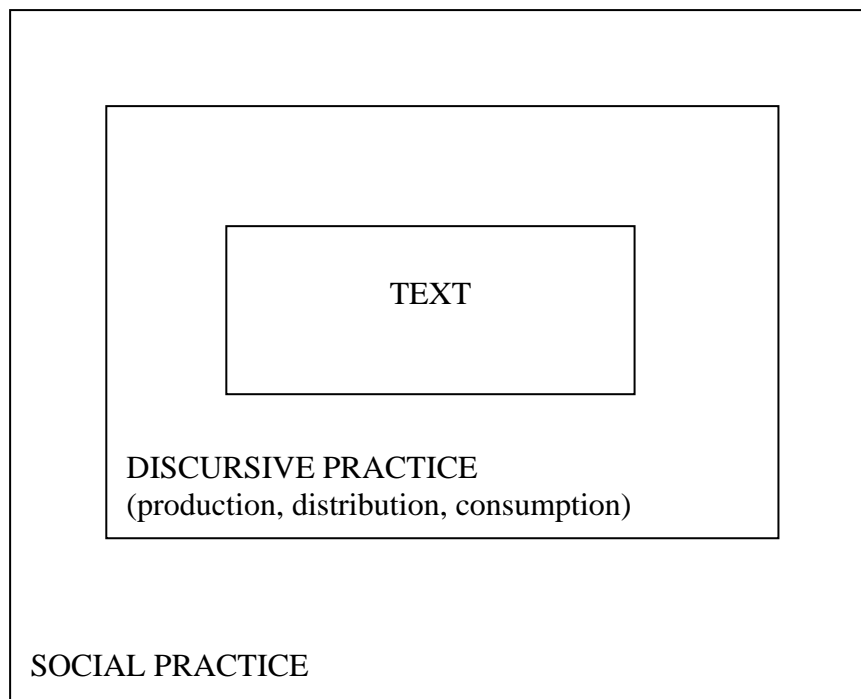 TEXT
DISCURSIVE PRACTICE
(production, distribution, consumption)
SOCIAL PRACTICE